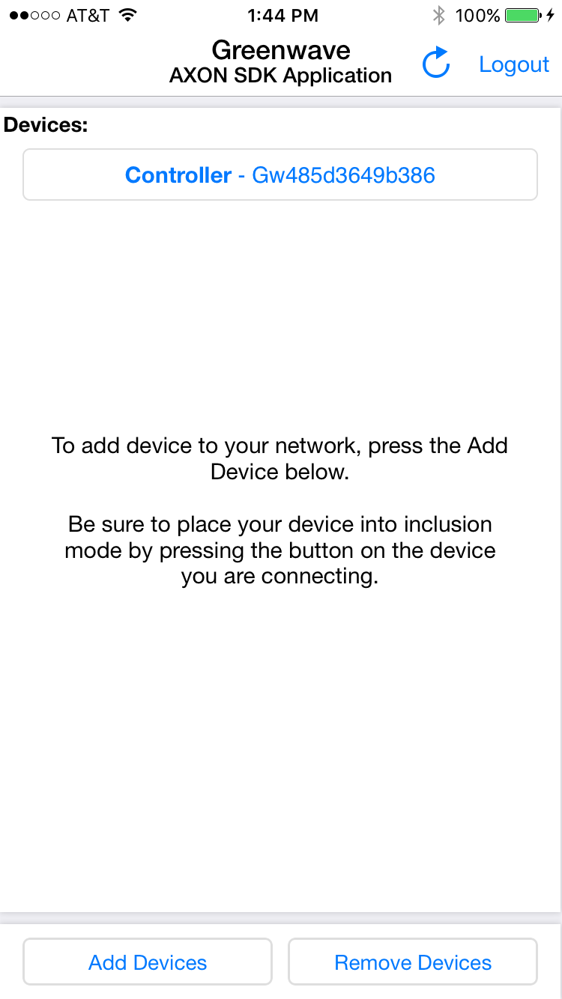 AT&T 1:44 PM 100%
Greenwave
AXON SDK Application
Logout
Devices:
Controller - Gw485d3649b386
To add device to your network, press the Add
Device below.
Be sure to place your device into inclusion
mode by pressing the button on the device
you are connecting.
Add Devices Remove Devices